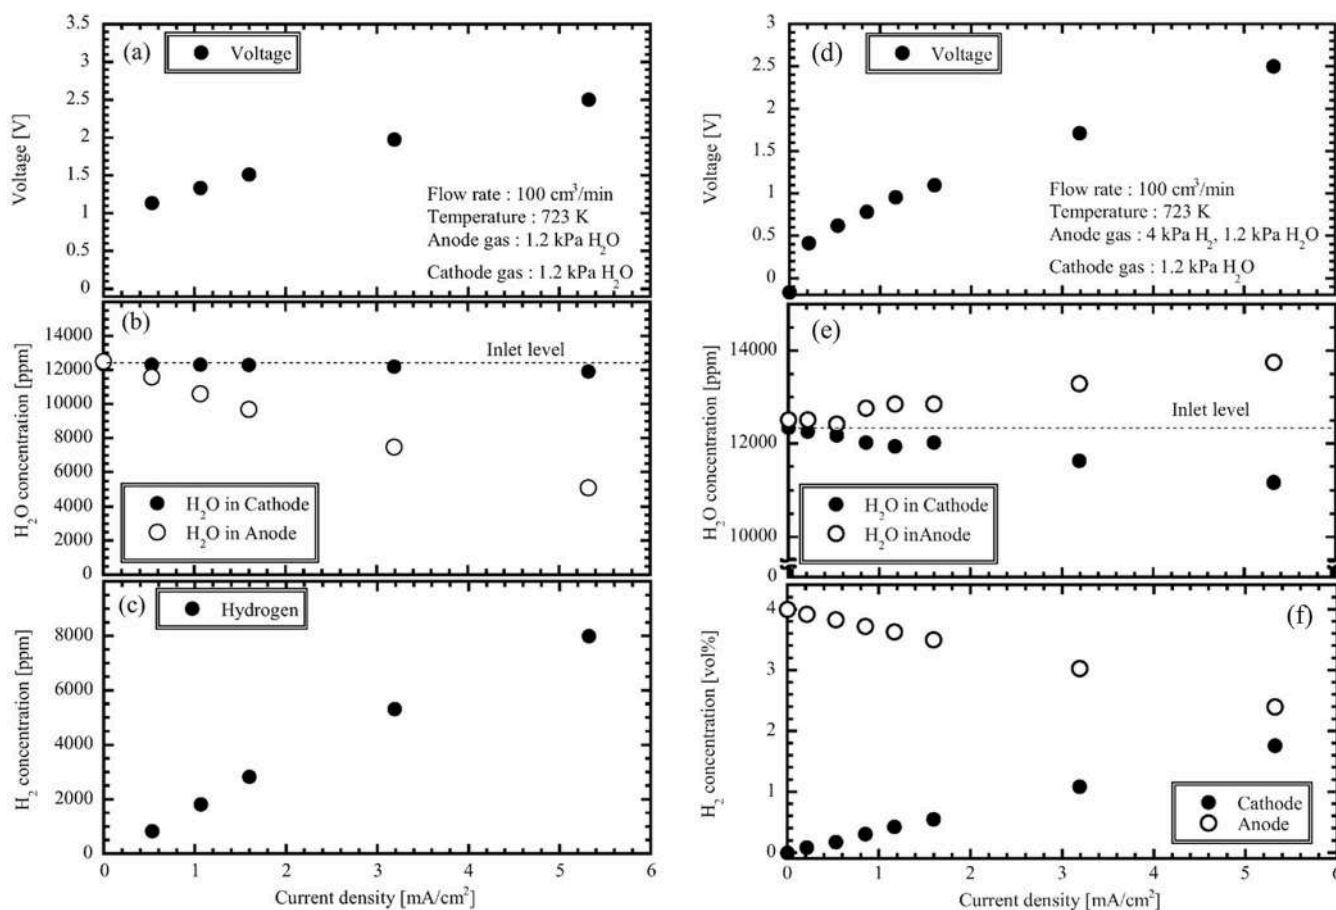 (a)
Voltage
3
2.5
2
1.5
1
0.5
0
Voltage [V]
Flow rate : 100 cm³/min
Temperature : 723 K
Anode gas : 1.2 kPa H₂O
Cathode gas : 1.2 kPa H₂O
(b)
Inlet level
14000
12000
10000
8000
6000
4000
2000
0
H₂O concentration [ppm]
H₂O in Cathode
H₂O in Anode
(c)
Hydrogen
8000
6000
4000
2000
0
H₂ concentration [ppm]
0 1 2 3 4 5 6
Current density [mA/cm²]
(d)
Voltage
3
2.5
2
1.5
1
0.5
0
Voltage [V]
Flow rate : 100 cm³/min
Temperature : 723 K
Anode gas : 4 kPa H₂, 1.2 kPa H₂O
Cathode gas : 1.2 kPa H₂O
(e)
Inlet level
14000
12000
10000
0
H₂O concentration [ppm]
H₂O in Cathode
H₂O inAnode
(f)
4
3
2
1
0
H₂ concentration [vol%]
Cathode
Anode
0 1 2 3 4 5 6
Current density [mA/cm²]